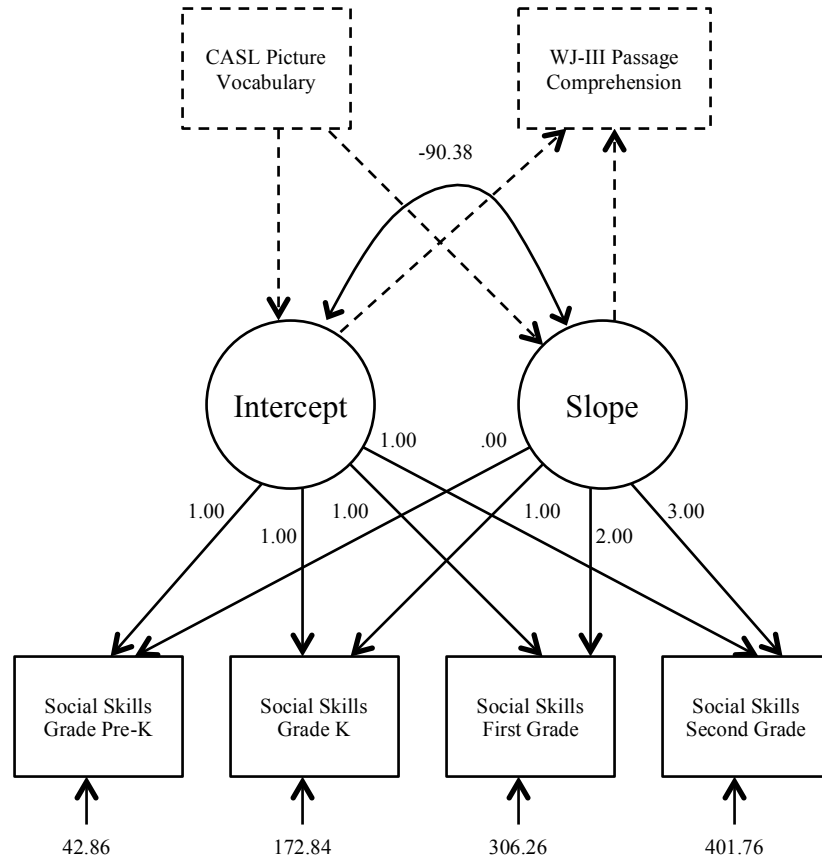 CASL Picture
Vocabulary
WJ-III Passage
Comprehension
-90.38
Intercept
Slope
1.00
.00
1.00
1.00
1.00
1.00
2.00
3.00
Social Skills
Grade Pre-K
Social Skills
Grade K
Social Skills
First Grade
Social Skills
Second Grade
42.86
172.84
306.26
401.76